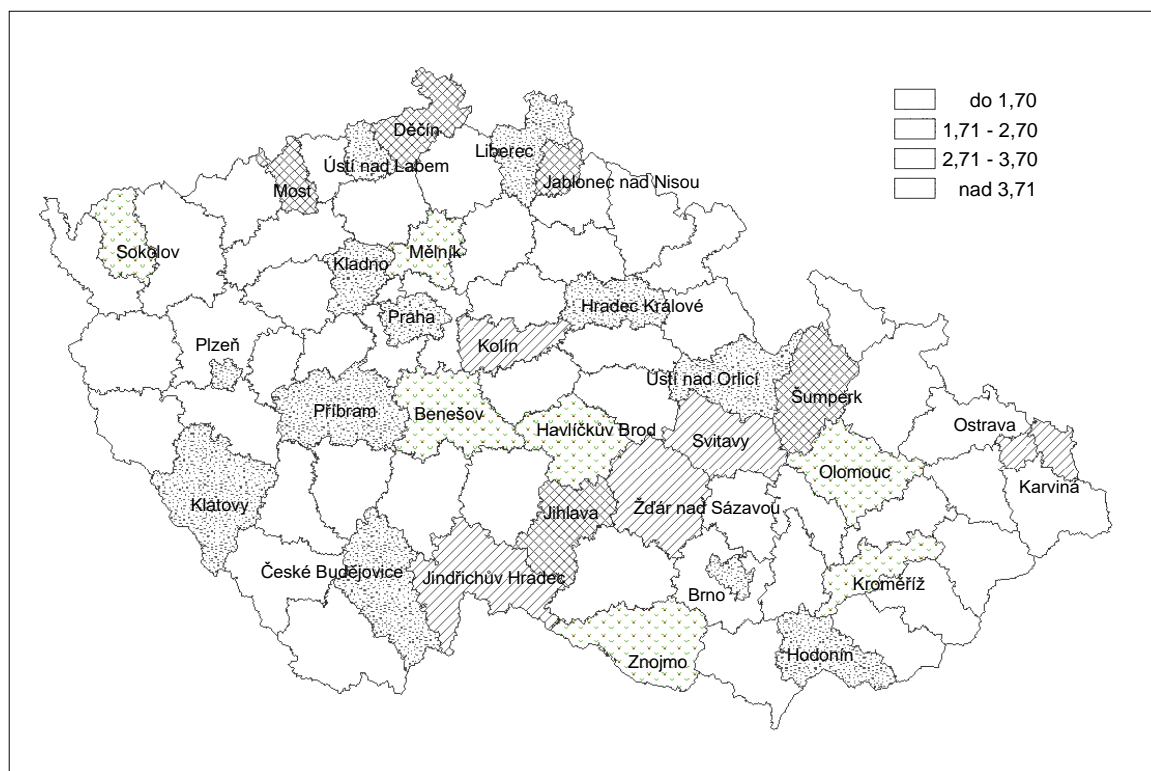 do 1,70
1,71 - 2,70
2,71 - 3,70
nad 3,71
Děčín
Liberec
Ústí nad Labem
Most
Jablonec nad Nisou
Sokolov
Mělník
Kladno
Hradec Králové
Praha
Plzeň
Kolín
Ústí nad Orlicí
Šumperk
Příbram
Benešov
Havlíčkův Brod
Ostrava
Svitavy
Olomouc
Karviná
Klatovy
Jihlava
Žďár nad Sázavou
České Budějovice
Jindřichův Hradec
Kroměříž
Brno
Hodonín
Znojmo